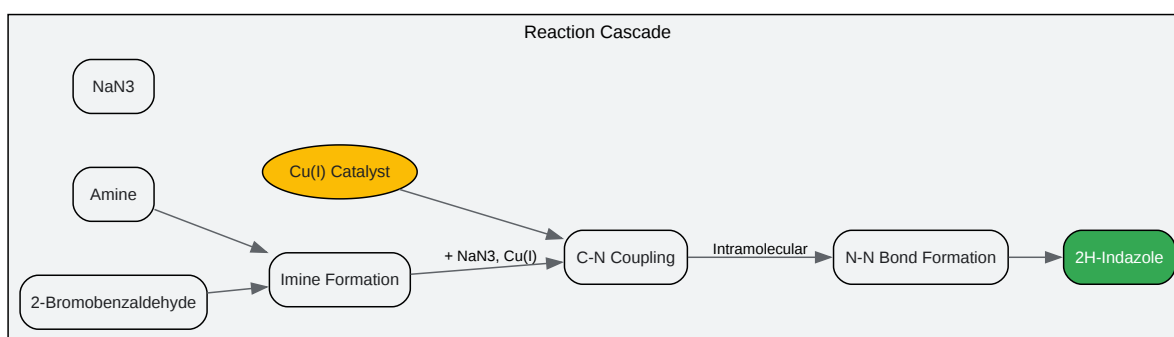 Reaction Cascade
NaN3
Amine
2-Bromobenzaldehyde
Cu(I) Catalyst
Imine Formation
+ NaN3, Cu(I)
C-N Coupling
Intramolecular
N-N Bond Formation
2H-Indazole